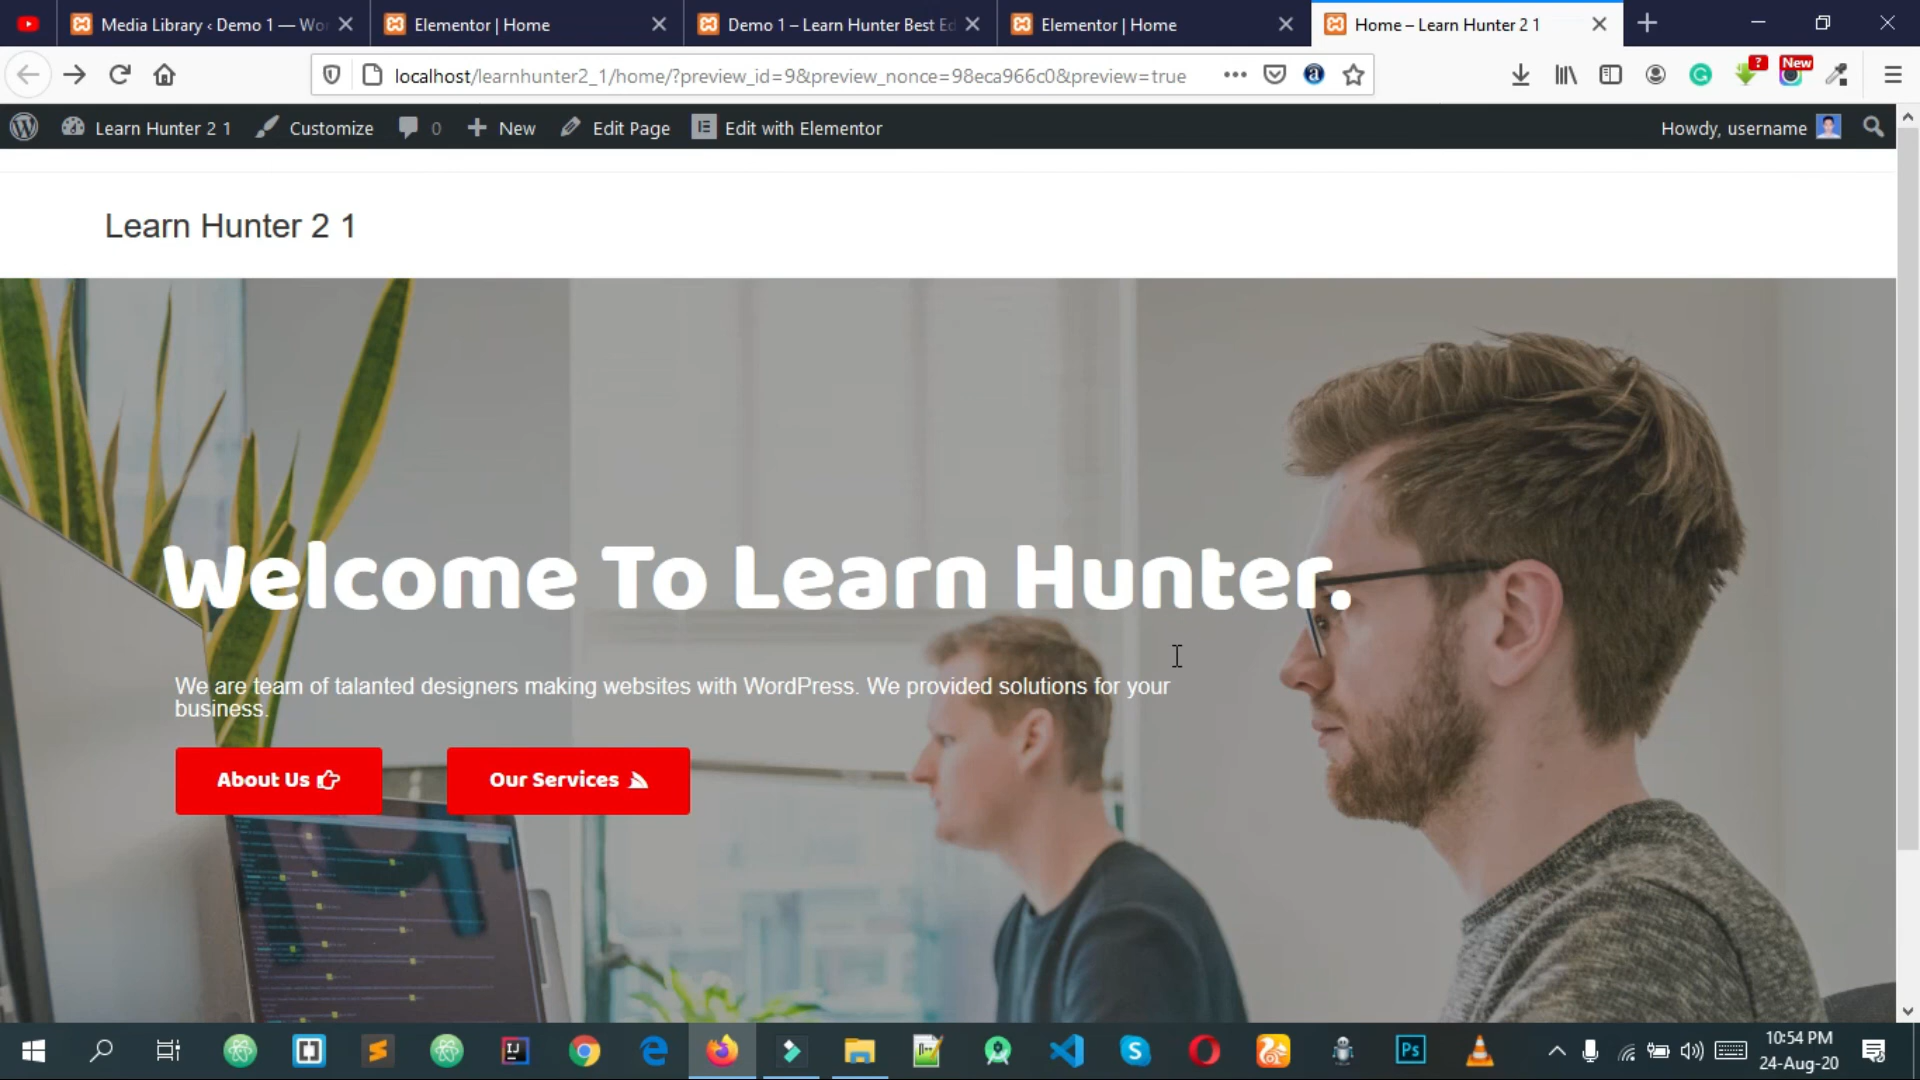 Media Library ‹ Demo 1 — Wo
Elementor | Home
Demo 1 – Learn Hunter Best Ed
Elementor | Home
Home – Learn Hunter 2 1
localhost/learnhunter2_1/home/?preview_id=9&preview_nonce=98eca966c0&preview=true
?
New
Learn Hunter 2 1
Customize
0
New
Edit Page
Edit with Elementor
Howdy, username
Learn Hunter 2 1
Welcome To Learn Hunter.
We are team of talanted designers making websites with WordPress. We provided solutions for your
business.
About Us
Our Services
10:54 PM
24-Aug-20